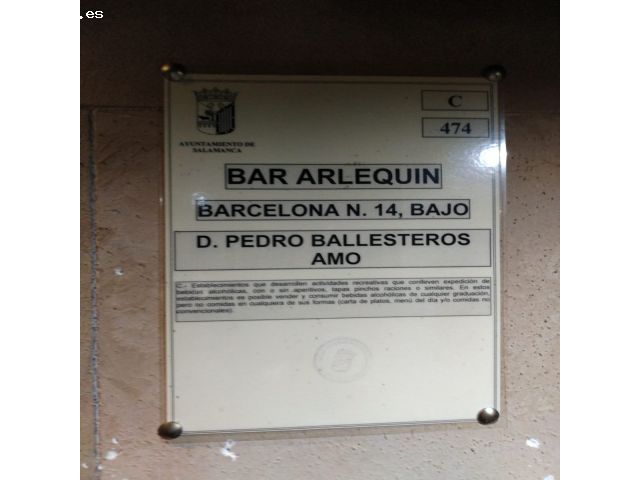 .es
C
474
AYUNTAMIENTO DE
SALAMANCA
BAR ARLEQUIN
BARCELONA N. 14, BAJO
D. PEDRO BALLESTEROS
AMO
C.- Establecimientos que desarrollen actividades recreativas que conlleven expedición de
bebidas alcohólicas, con o sin aperitivos, tapas pinchos raciones o similares. En estos
establecimientos es posible vender y consumir bebidas alcohólicas de cualquier graduación,
pero no comidas en cualquiera de sus formas (carta de platos, menú del día y/o comidas no
convencionales).